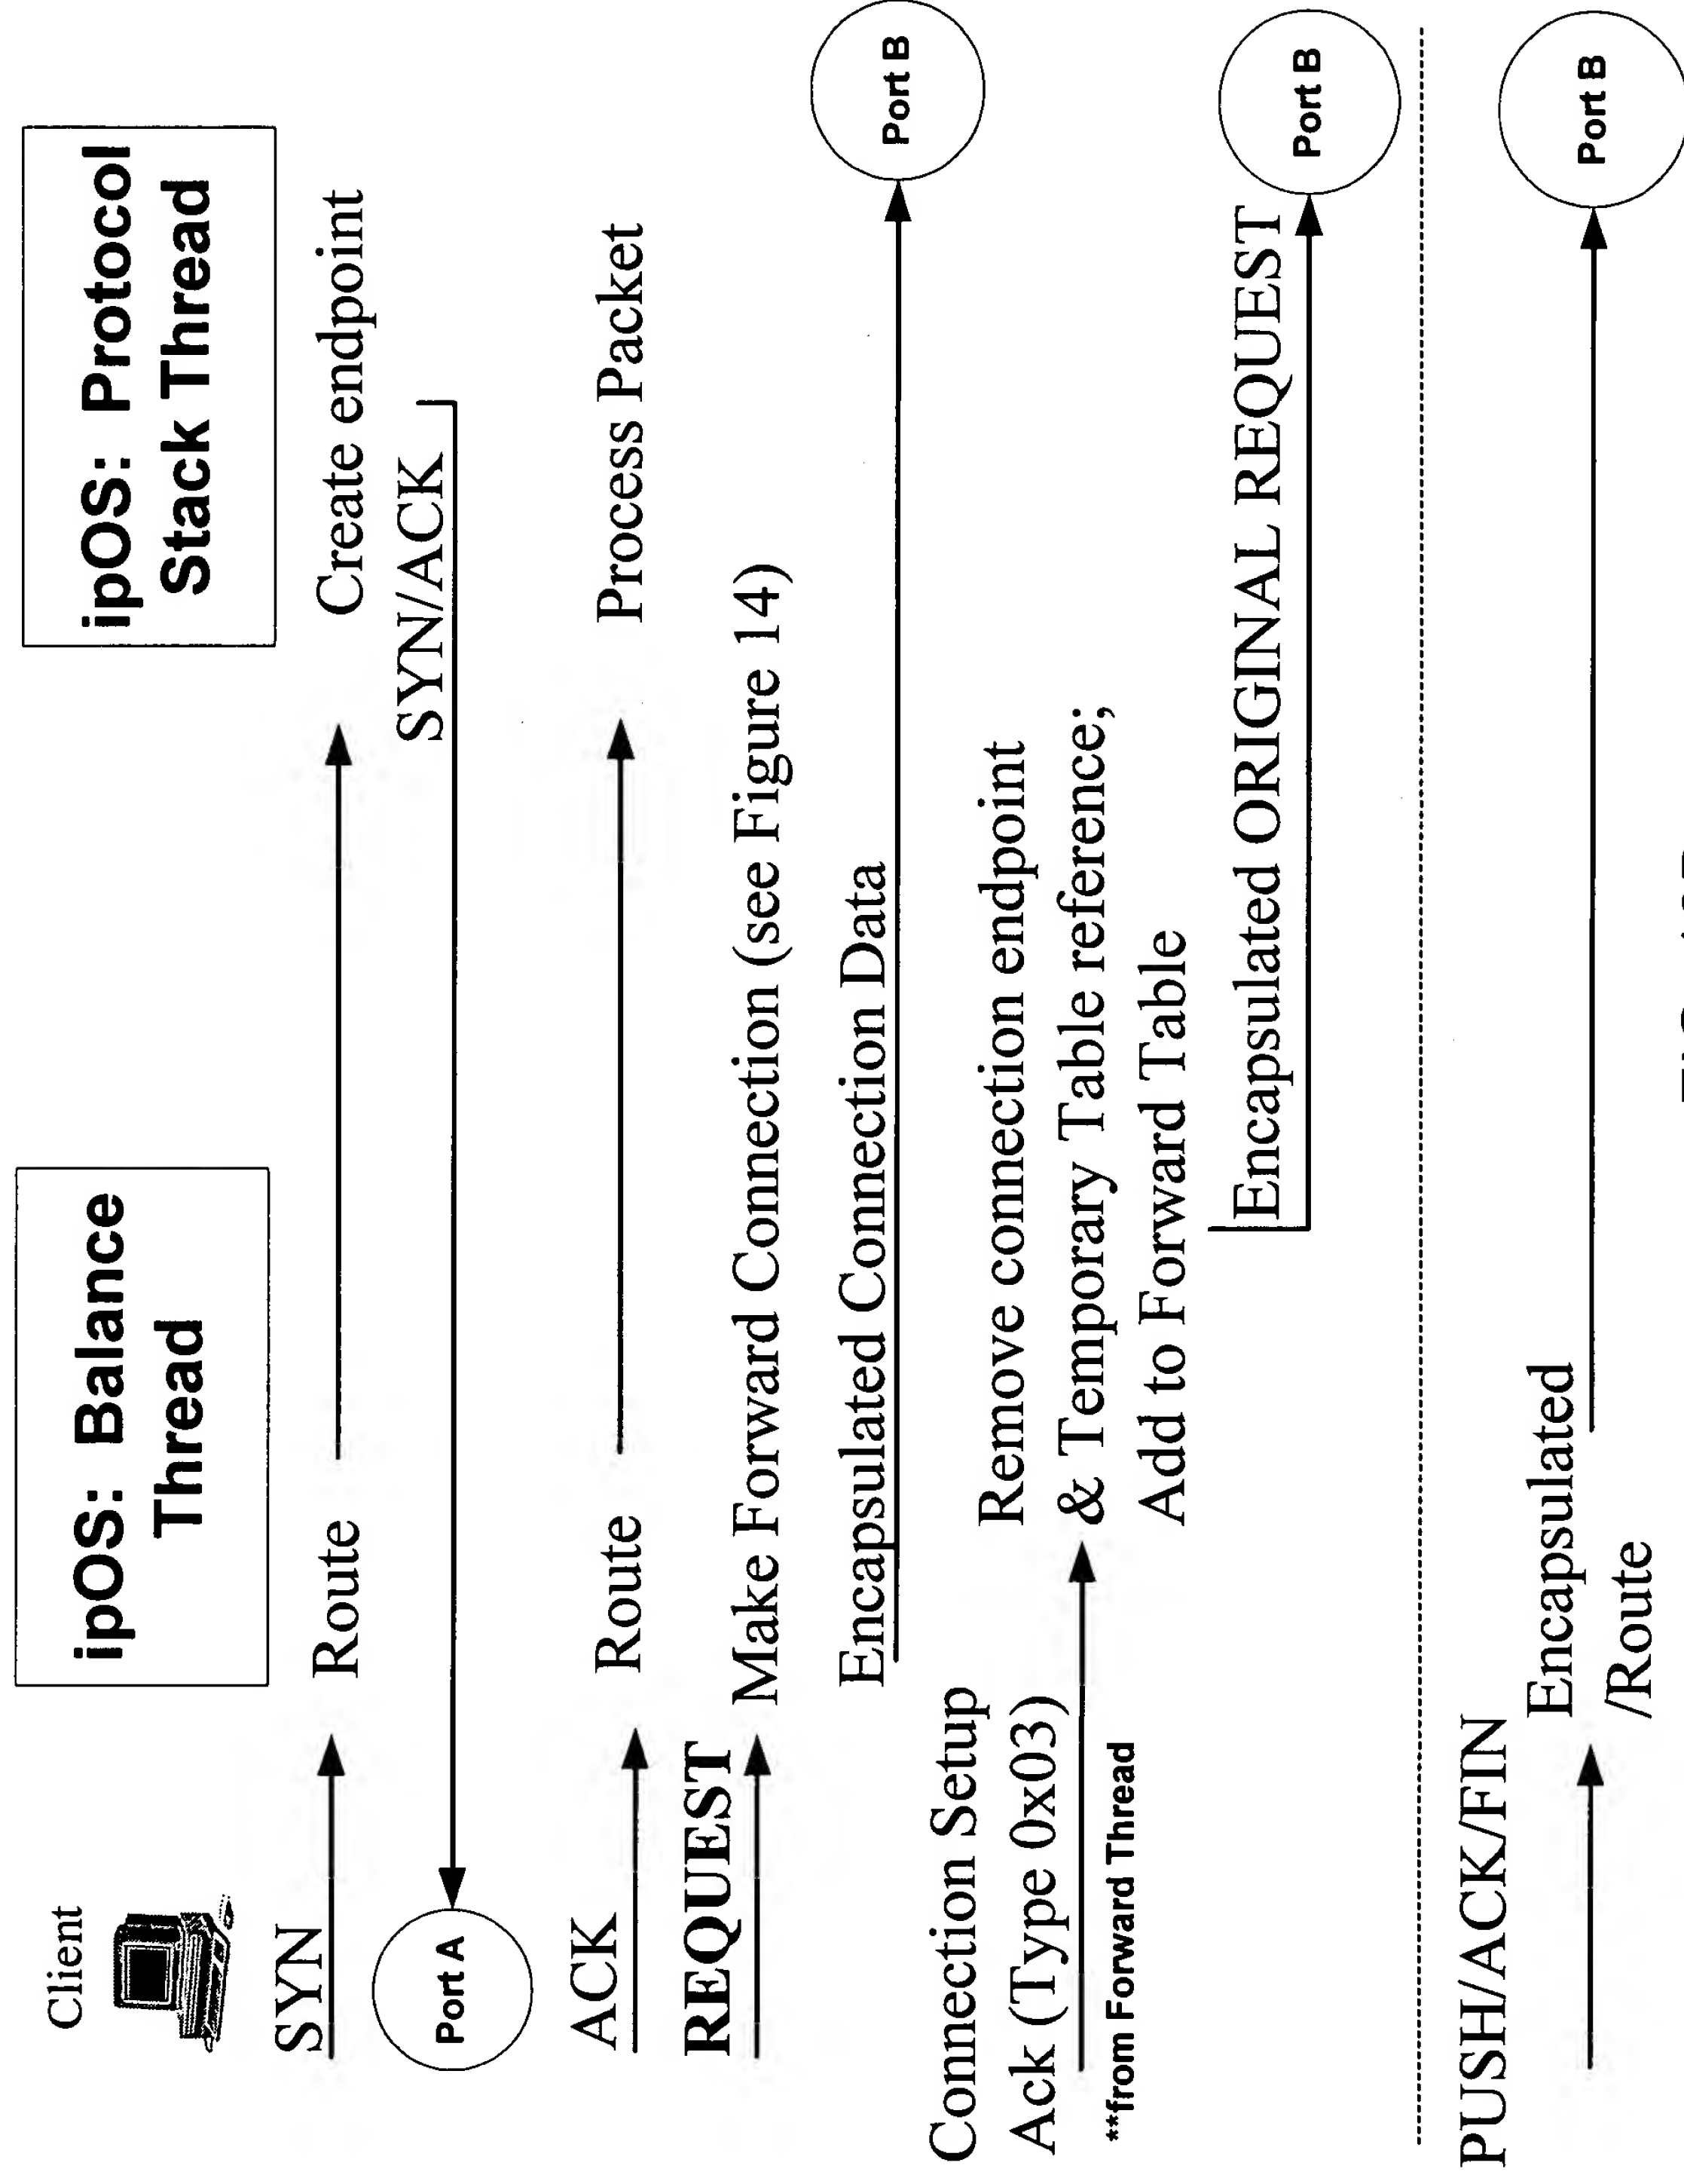 Client
ipOS: Balance
Thread
ipOS: Protocol
Stack Thread
SYN
Route
Create endpoint
SYN/ACK
Port A
ACK
Route
Process Packet
REQUEST
Make Forward Connection (see Figure 14)
Encapsulated Connection Data
Port B
Connection Setup
Ack (Type 0x03)
**from Forward Thread
Remove connection endpoint
& Temporary Table reference;
Add to Forward Table
Encapsulated ORIGINAL REQUEST
Port B
PUSH/ACK/FIN
Encapsulated
/Route
Port B